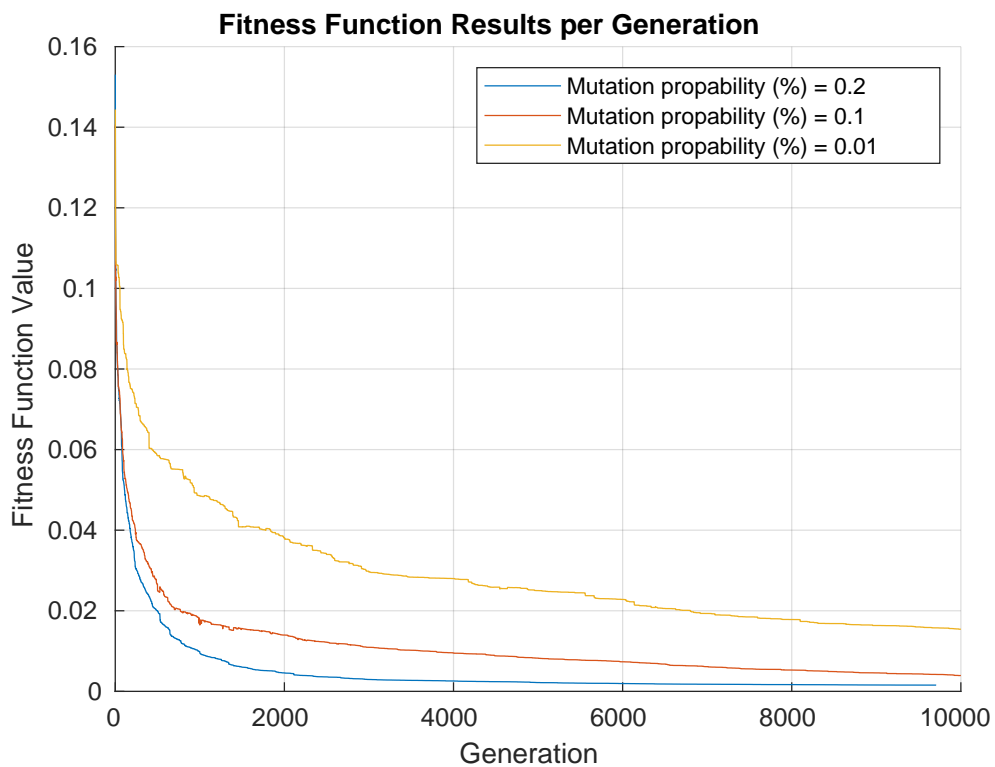 Fitness Function Results per Generation
0.16
0.14
0.12
0.1
0.08
0.06
0.04
0.02
0
Fitness Function Value
Mutation propability (%) = 0.2
Mutation propability (%) = 0.1
Mutation propability (%) = 0.01
0 2000 4000 6000 8000 10000
Generation